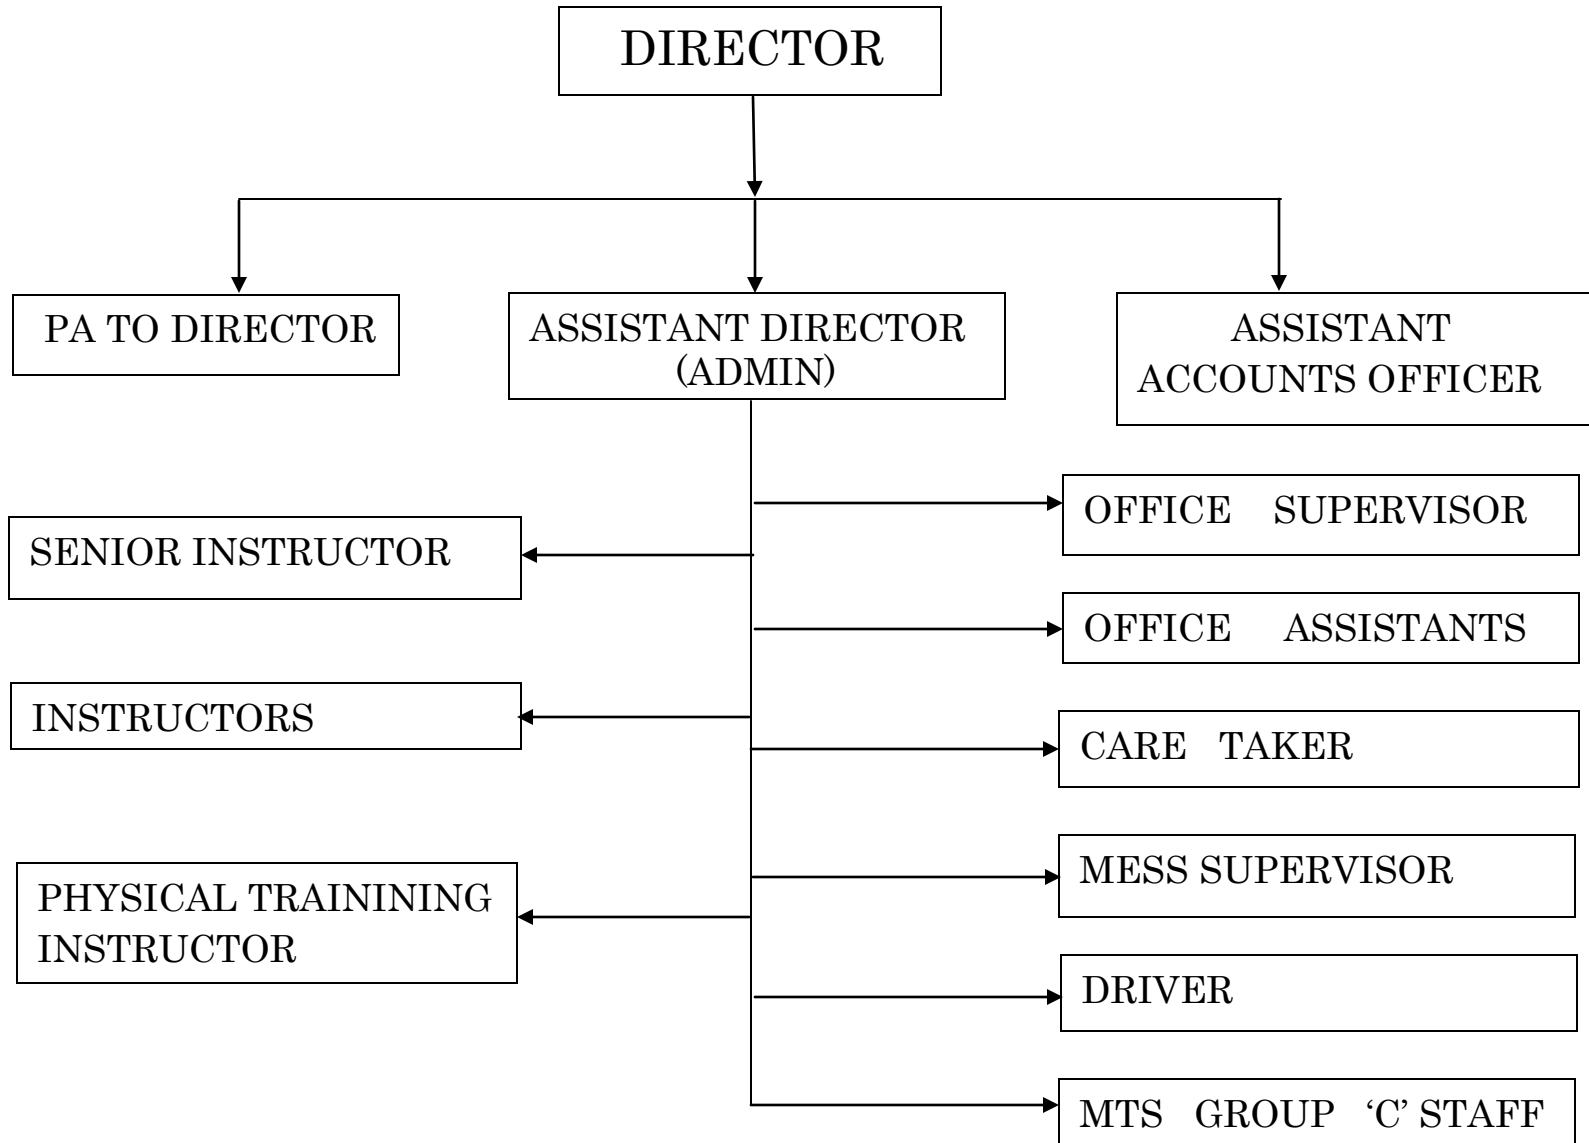 DIRECTOR
PA TO DIRECTOR
ASSISTANT DIRECTOR
(ADMIN)
ASSISTANT
ACCOUNTS OFFICER
OFFICE SUPERVISOR
SENIOR INSTRUCTOR
OFFICE ASSISTANTS
INSTRUCTORS
CARE TAKER
MESS SUPERVISOR
PHYSICAL TRAINING
INSTRUCTOR
DRIVER
MTS GROUP ‘C’ STAFF